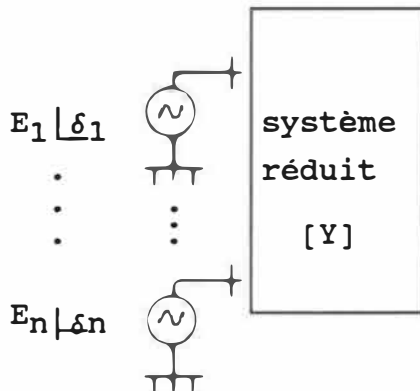 E1 δ1
système
réduit
[Y]
En δn